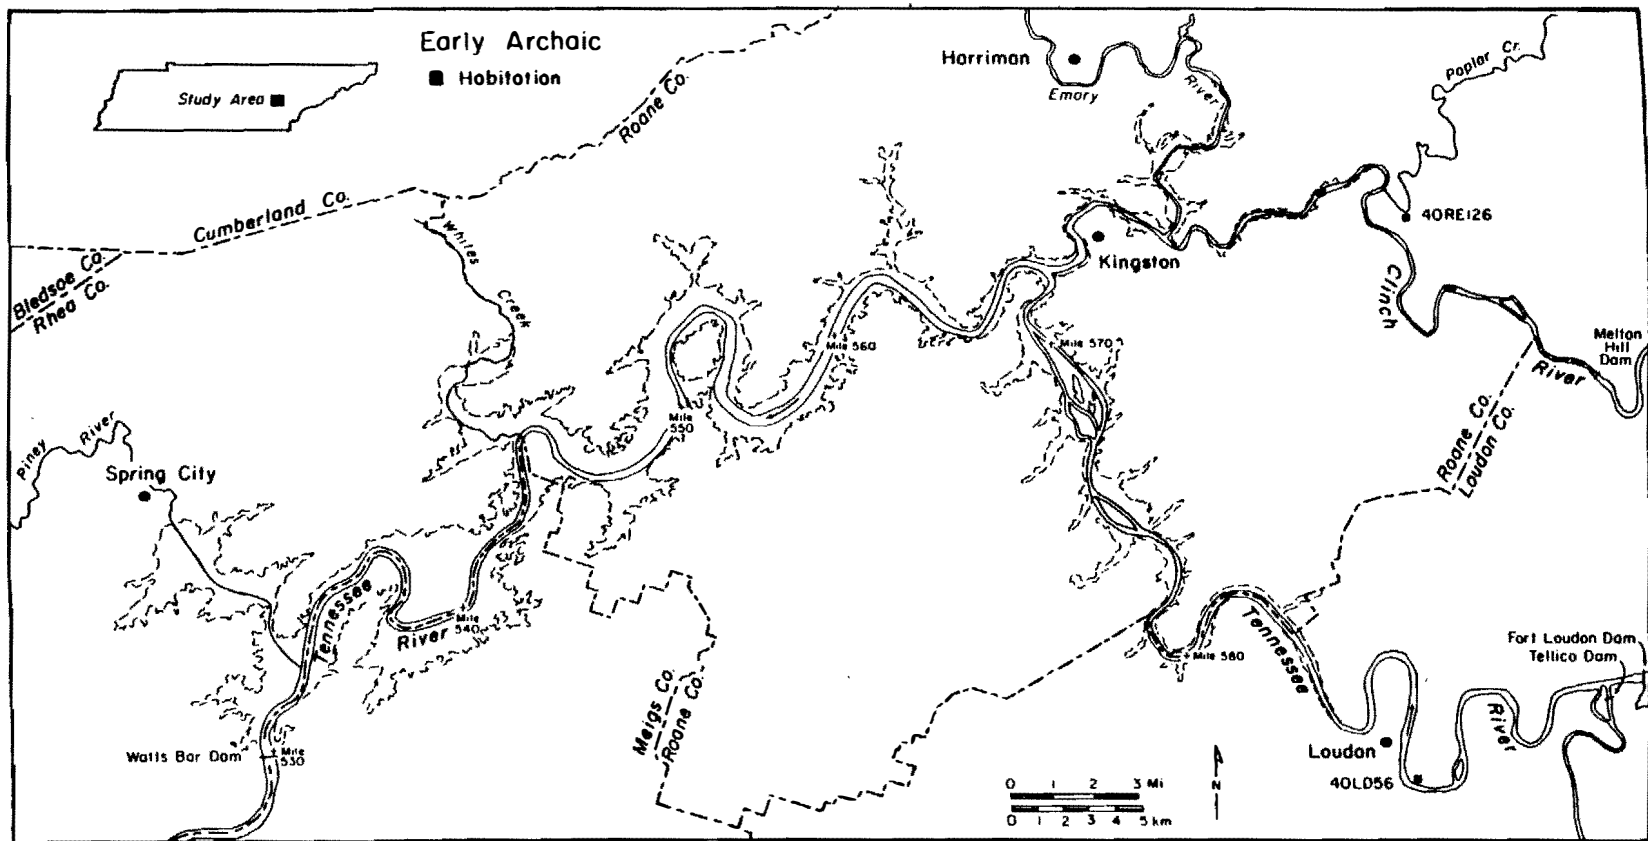 Early Archaic
Habitation
Study Area
Harriman
Emory
River
Poplar Cr.
Roane Co.
Cumberland Co.
Bledsoe Co.
Rhea Co.
Whites
Creek
40RE126
Kingston
Clinch
River
Melton
Hill
Dam
Mile 560
Mile 570
Mile
550
Roane Co.
Loudon Co.
Piney
River
Spring City
Tennessee
River
Mile
540
Mile 580
Tennessee
River
Fort Loudon Dam
Tellico Dam
Meigs Co.
Roane Co.
Watts Bar Dam
Mile
530
Loudon
40LD56
0 1 2 3 Mi
0 1 2 3 4 5 km
N